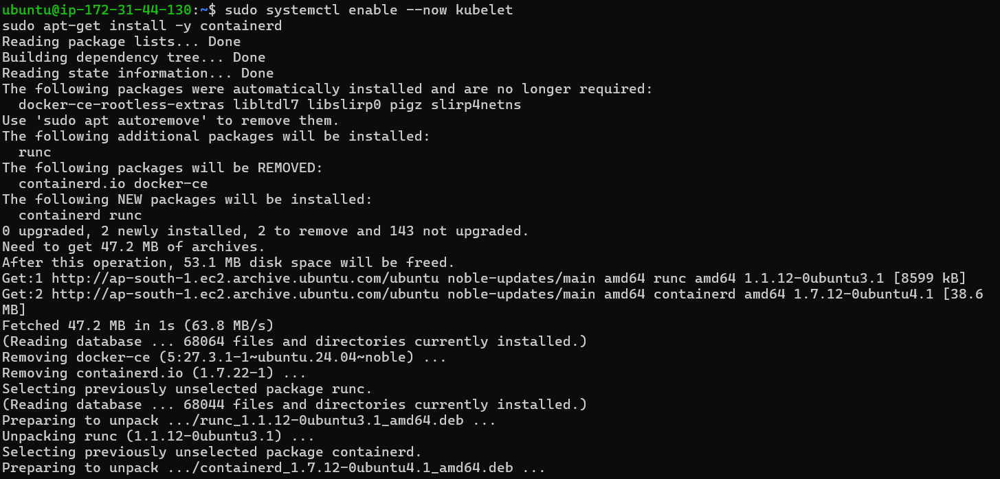 ubuntu@ip-172-31-44-130:~$ sudo systemctl enable --now kubelet
sudo apt-get install -y containerd
Reading package lists... Done
Building dependency tree... Done
Reading state information... Done
The following packages were automatically installed and are no longer required:
  docker-ce-rootless-extras libltdl7 libslirp0 pigz slirp4netns
Use 'sudo apt autoremove' to remove them.
The following additional packages will be installed:
  runc
The following packages will be REMOVED:
  containerd.io docker-ce
The following NEW packages will be installed:
  containerd runc
0 upgraded, 2 newly installed, 2 to remove and 143 not upgraded.
Need to get 47.2 MB of archives.
After this operation, 53.1 MB disk space will be freed.
Get:1 http://ap-south-1.ec2.archive.ubuntu.com/ubuntu noble-updates/main amd64 runc amd64 1.1.12-0ubuntu3.1 [8599 kB]
Get:2 http://ap-south-1.ec2.archive.ubuntu.com/ubuntu noble-updates/main amd64 containerd amd64 1.7.12-0ubuntu4.1 [38.6
MB]
Fetched 47.2 MB in 1s (63.8 MB/s)
(Reading database ... 68064 files and directories currently installed.)
Removing docker-ce (5:27.3.1-1~ubuntu.24.04~noble) ...
Removing containerd.io (1.7.22-1) ...
Selecting previously unselected package runc.
(Reading database ... 68044 files and directories currently installed.)
Preparing to unpack .../runc_1.1.12-0ubuntu3.1_amd64.deb ...
Unpacking runc (1.1.12-0ubuntu3.1) ...
Selecting previously unselected package containerd.
Preparing to unpack .../containerd_1.7.12-0ubuntu4.1_amd64.deb ...